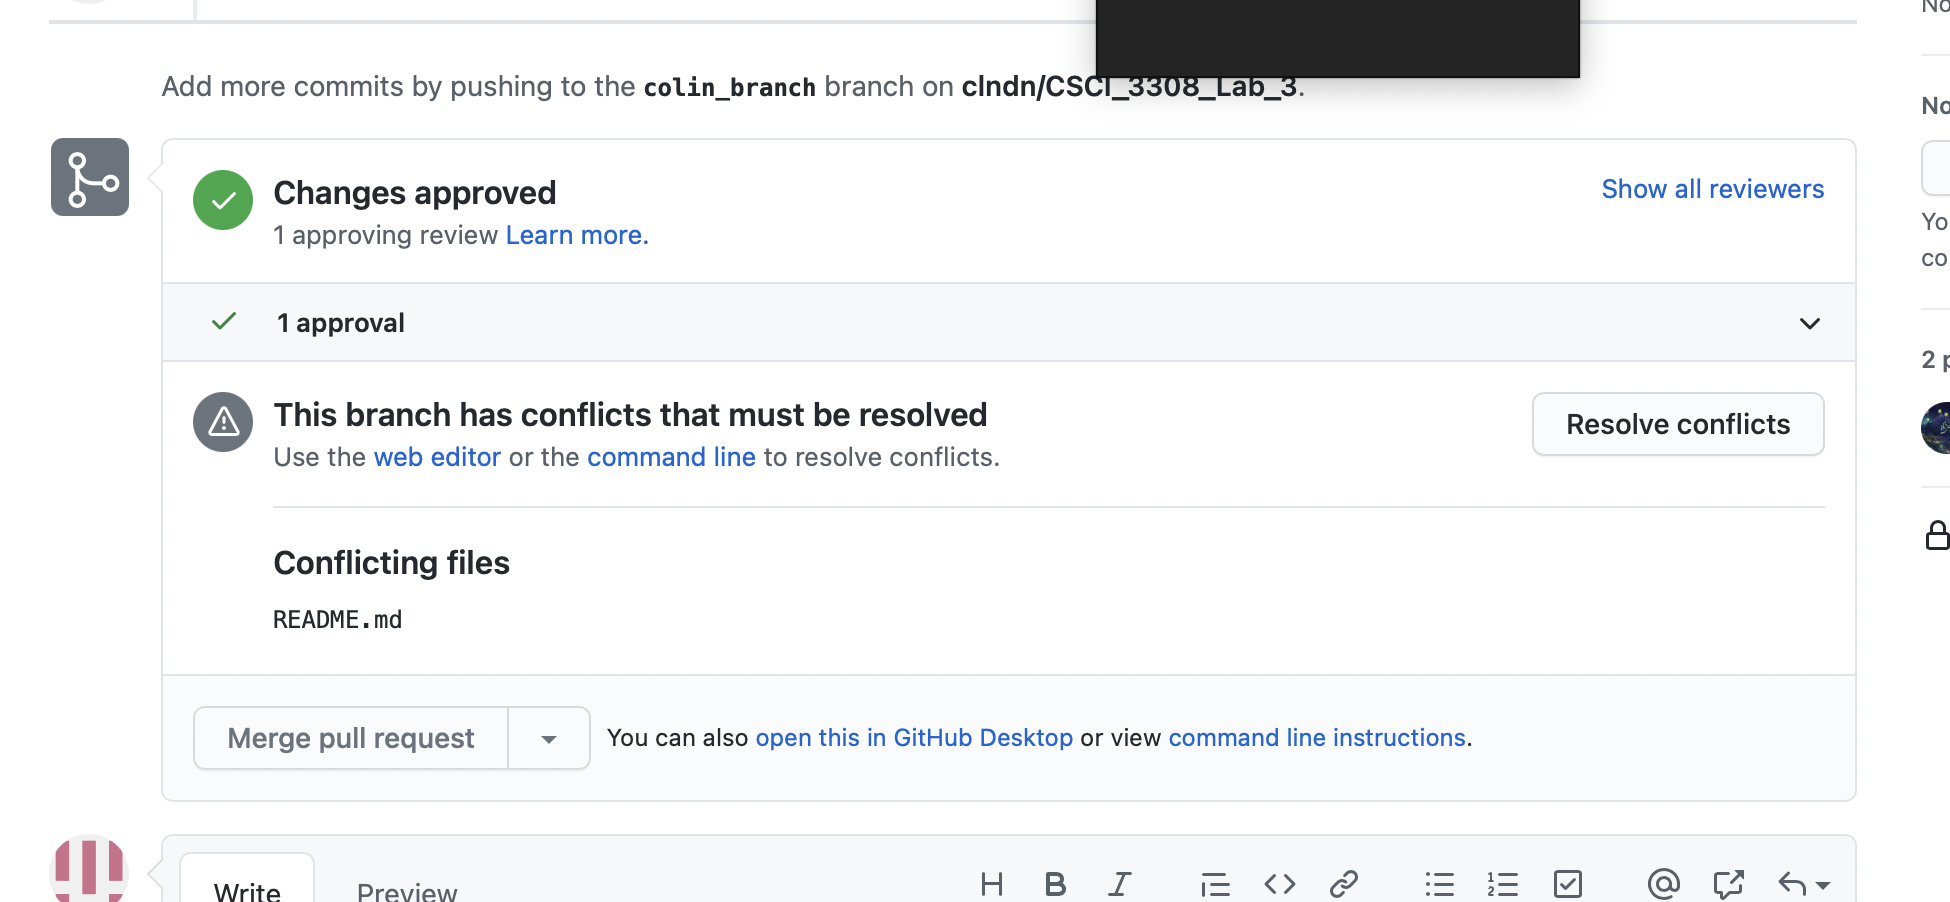 No
Add more commits by pushing to the colin_branch branch on clndn/CSCI_3308_Lab_3.
No
Changes approved
Show all reviewers
1 approving review Learn more.
Yo
co
1 approval
2 p
This branch has conflicts that must be resolved
Resolve conflicts
Use the web editor or the command line to resolve conflicts.
Conflicting files
README.md
Merge pull request
You can also open this in GitHub Desktop or view command line instructions.
Write
Preview